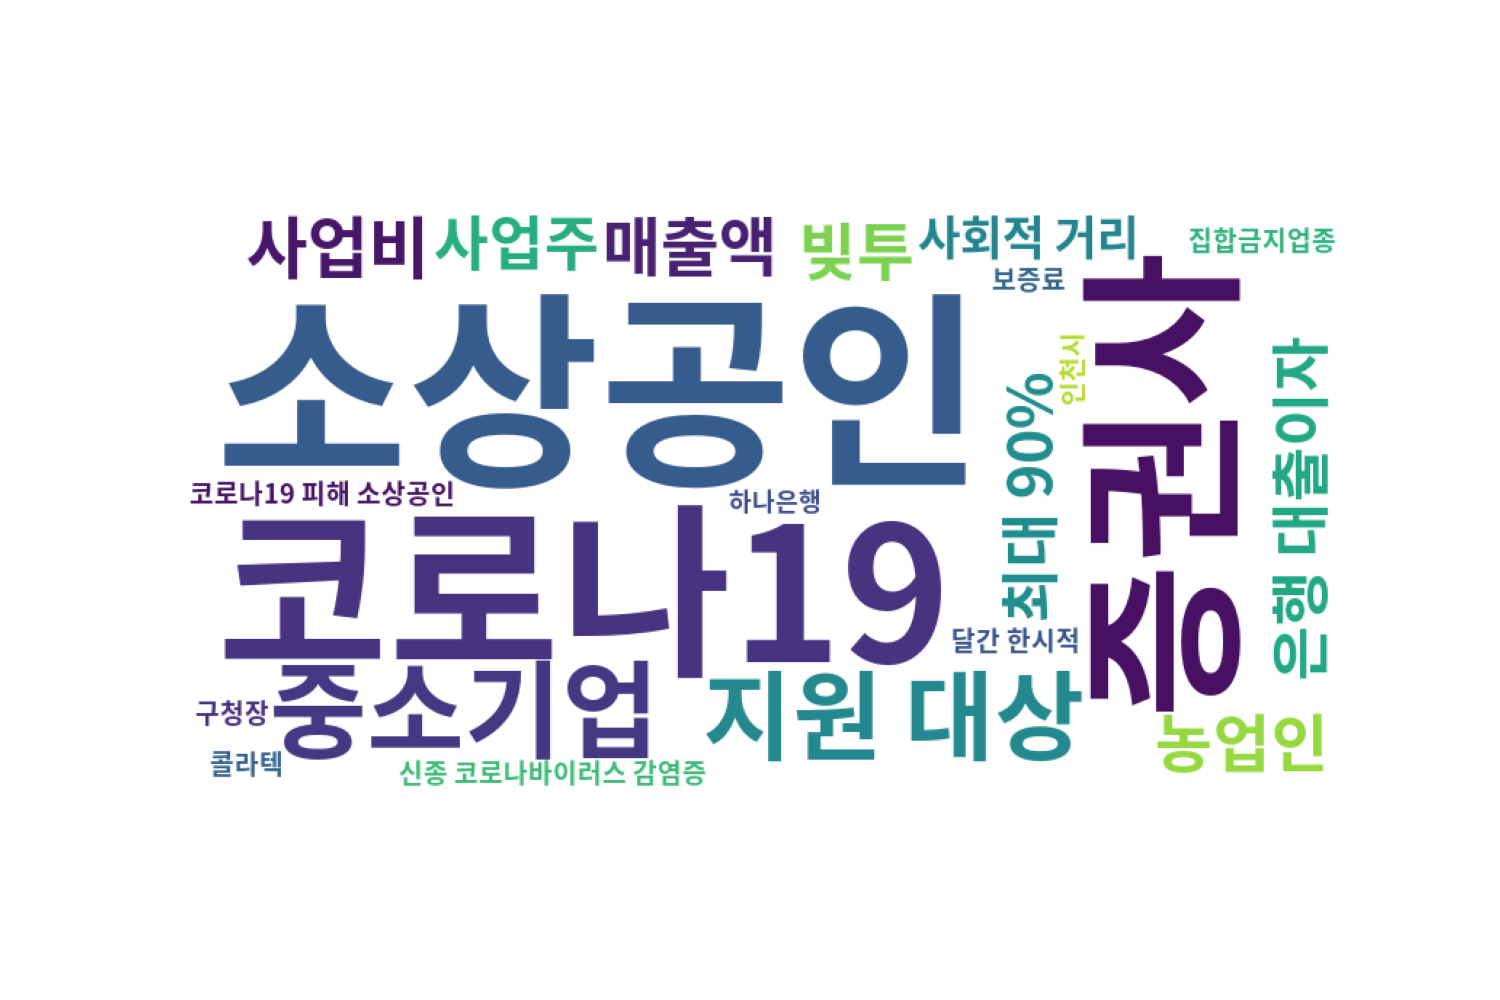 사업비
사업주
매출액
빚투
사회적 거리
집합금지업종
보증료
소상공인
인천시
증권사
최대 90%
은행 대출이자
코로나19 피해 소상공인
하나은행
코로나19
달간 한시적
중소기업
지원 대상
구청장
농업인
콜라텍
신종 코로나바이러스 감염증